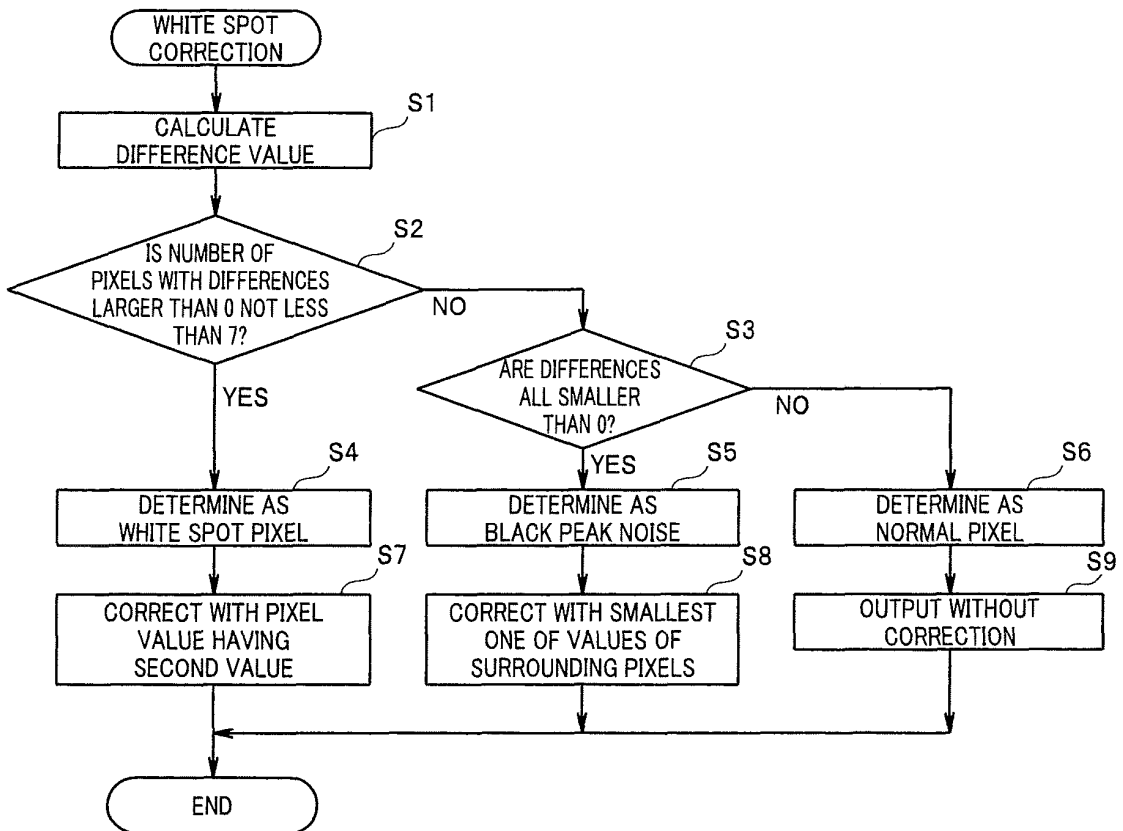 WHITE SPOT
CORRECTION
S1
CALCULATE
DIFFERENCE VALUE
S2
IS NUMBER OF
PIXELS WITH DIFFERENCES
LARGER THAN 0 NOT LESS
THAN 7?
NO
YES
S3
ARE DIFFERENCES
ALL SMALLER
THAN 0?
NO
YES
S4
DETERMINE AS
WHITE SPOT PIXEL
S5
DETERMINE AS
BLACK PEAK NOISE
S6
DETERMINE AS
NORMAL PIXEL
S7
CORRECT WITH PIXEL
VALUE HAVING
SECOND VALUE
S8
CORRECT WITH SMALLEST
ONE OF VALUES OF
SURROUNDING PIXELS
S9
OUTPUT WITHOUT
CORRECTION
END